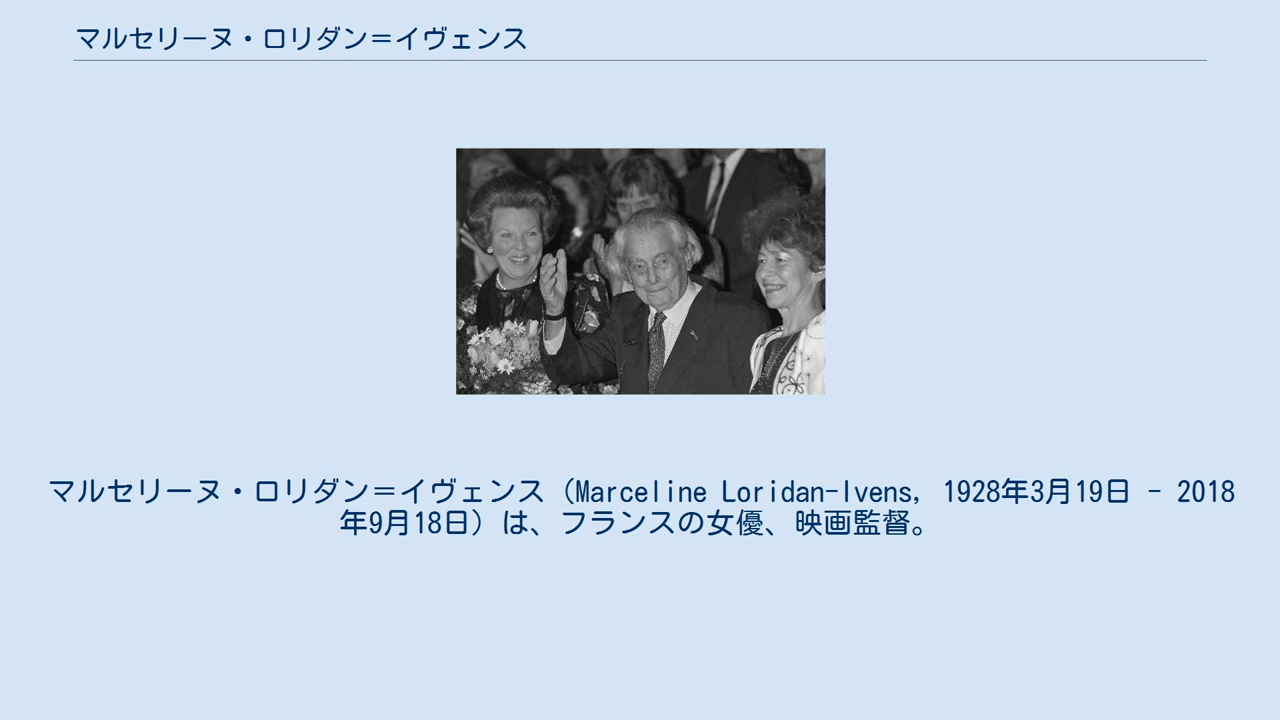 マルセリーヌ・ロリダン＝イヴェンス
マルセリーヌ・ロリダン＝イヴェンス（Marceline Loridan-Ivens, 1928年3月19日 - 2018
年9月18日）は、フランスの女優、映画監督。